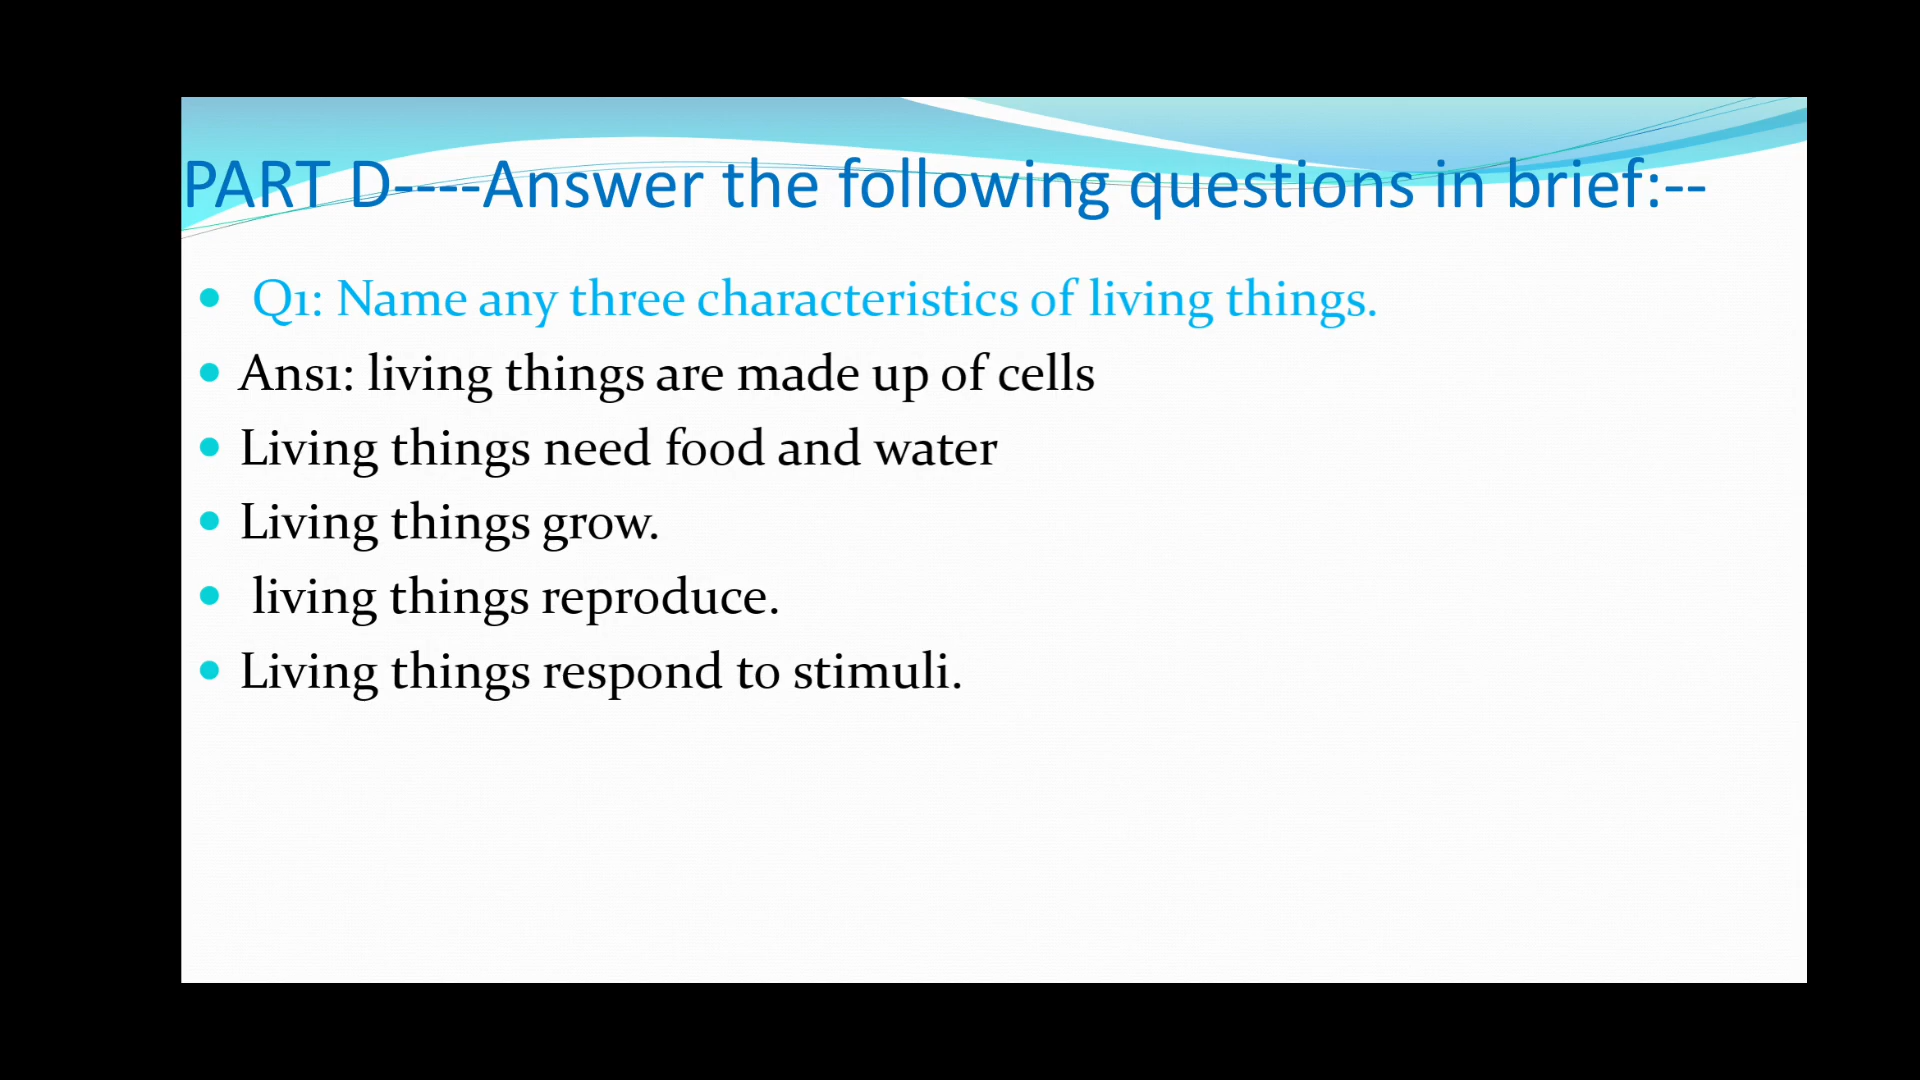 PART D----Answer the following questions in brief:--
Q1: Name any three characteristics of living things.
Ans1: living things are made up of cells
Living things need food and water
Living things grow.
living things reproduce.
Living things respond to stimuli.